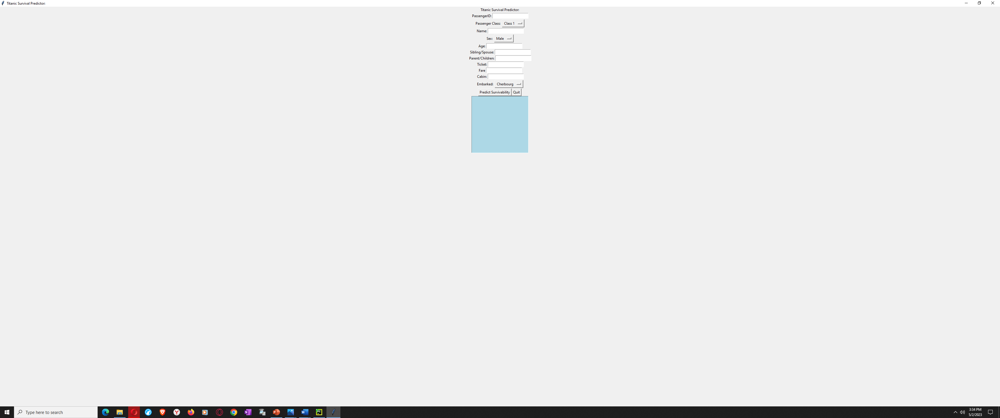 Titanic Survival Predictor:
Titanic Survival Predictor:
PassengerID:
Passenger Class: Class 1
Name:
Sex: Male
Age:
Sibling/Spouse:
Parent/Children:
Ticket:
Fare
Cabin:
Embarked: Cherbourg
Predict Survivability Quit
Type here to search
3:34 PM
5/2/2023